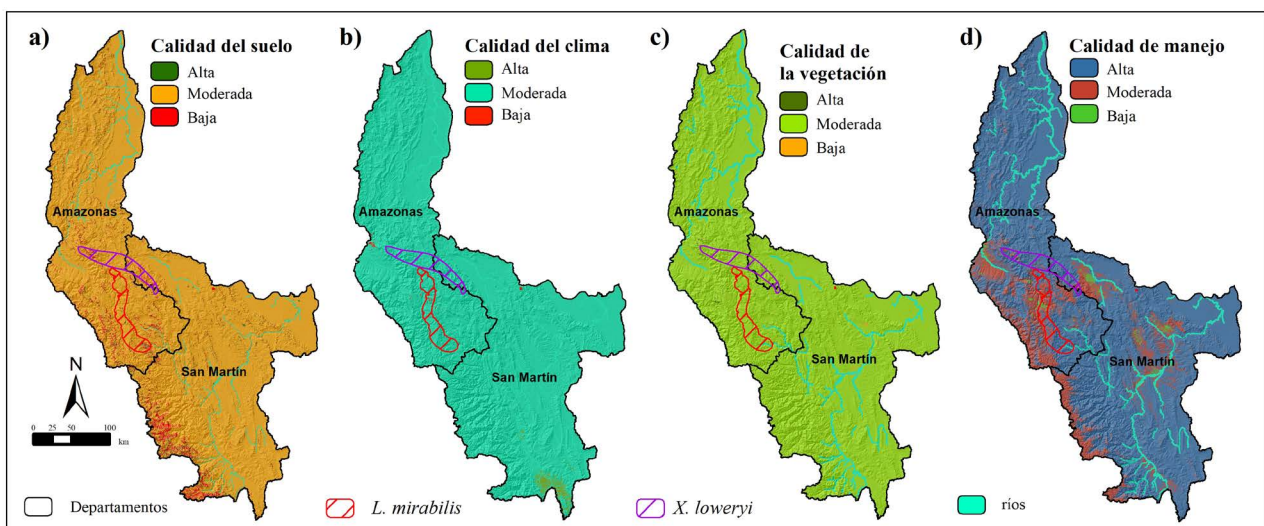 a)
Calidad del suelo
Alta
Moderada
Baja
Amazonas
San Martín
N
0 25 50 100
km
b)
Calidad del clima
Alta
Moderada
Baja
Amazonas
San Martín
c)
Calidad de
la vegetación
Alta
Moderada
Baja
Amazonas
San Martín
d)
Calidad de manejo
Alta
Moderada
Baja
Amazonas
San Martín
Departamentos
L. mirabilis
X. loweryi
ríos